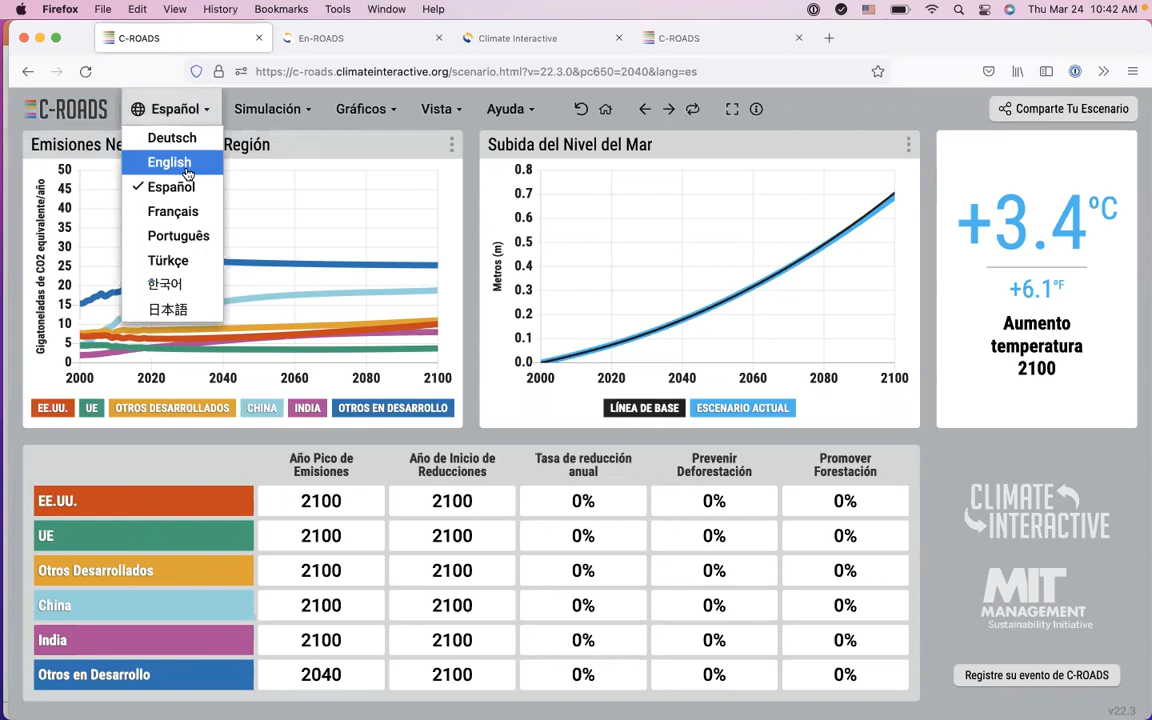 Firefox File Edit View History Bookmarks Tools Window Help Thu Mar 24 10:42 AM
C-ROADS En-ROADS Climate Interactive C-ROADS
https://c-roads.climateinteractive.org/scenario.html?v=22.3.0&pc650=2040&lang=es
C-ROADS Español Simulación Gráficos Vista Ayuda Comparte Tu Escenario
Deutsch
English
Español
Français
Português
Türkçe
한국어
日本語
Emisiones Ne Región
Gigatoneladas de CO2 equivalente/año
50
45
40
35
30
25
20
15
10
5
0
2000 2020 2040 2060 2080 2100
EE.UU. UE OTROS DESARROLLADOS CHINA INDIA OTROS EN DESARROLLO
Subida del Nivel del Mar
Metros (m)
0.8
0.7
0.6
0.5
0.4
0.3
0.2
0.1
0.0
2000 2020 2040 2060 2080 2100
LÍNEA DE BASE ESCENARIO ACTUAL
+3.4°C
+6.1°F
Aumento
temperatura
2100
Año Pico de Emisiones Año de Inicio de Reducciones Tasa de reducción anual Prevenir Deforestación Promover Forestación
EE.UU. 2100 2100 0% 0% 0%
UE 2100 2100 0% 0% 0%
Otros Desarrollados 2100 2100 0% 0% 0%
China 2100 2100 0% 0% 0%
India 2100 2100 0% 0% 0%
Otros en Desarrollo 2040 2100 0% 0% 0%
CLIMATE
INTERACTIVE
MIT
MANAGEMENT
Sustainability Initiative
Registre su evento de C-ROADS
v22.3